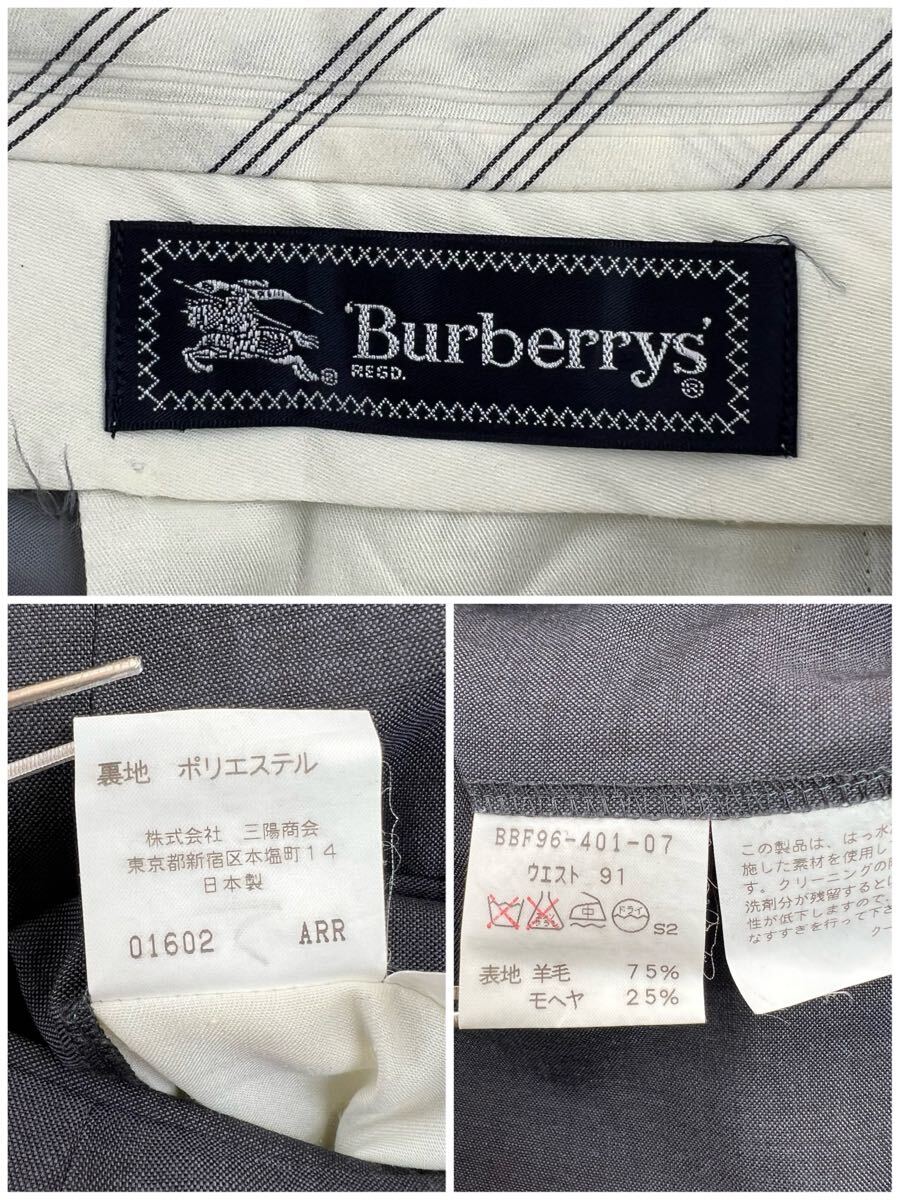 Burberrys'
REGD.
裏地 ポリエステル
株式会社 三陽商会
東京都新宿区本塩町14
日本製
01602 ARR
BBF96-401-07
ウエスト 91
中 ドライ S2
表地 羊毛 75%
モヘヤ 25%
この製品は、はっ水
施した素材を使用し
す。クリーニングの
洗剤分が残留すると
性が低下しますので、
なすすぎを行って下さ
クー